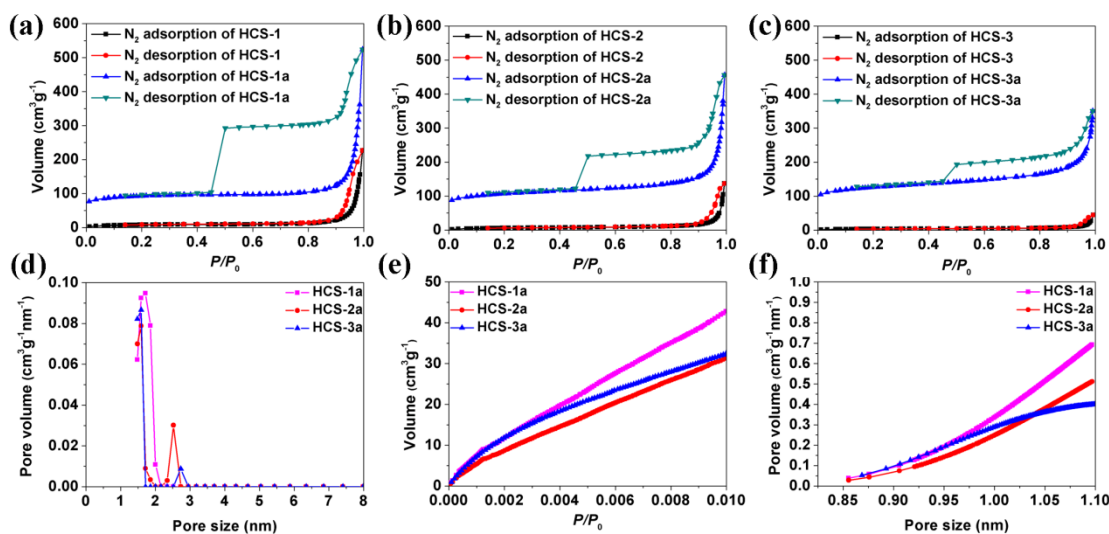 (a)
600
500
400
300
200
100
0
Volume (cm³g⁻¹)
N₂ adsorption of HCS-1
N₂ desorption of HCS-1
N₂ adsorption of HCS-1a
N₂ desorption of HCS-1a
0.0 0.2 0.4 0.6 0.8 1.0
P/P₀
(b)
600
500
400
300
200
100
0
Volume (cm³g⁻¹)
N₂ adsorption of HCS-2
N₂ desorption of HCS-2
N₂ adsorption of HCS-2a
N₂ desorption of HCS-2a
0.0 0.2 0.4 0.6 0.8 1.0
P/P₀
(c)
600
500
400
300
200
100
0
Volume (cm³g⁻¹)
N₂ adsorption of HCS-3
N₂ desorption of HCS-3
N₂ adsorption of HCS-3a
N₂ desorption of HCS-3a
0.0 0.2 0.4 0.6 0.8 1.0
P/P₀
(d)
0.10
0.08
0.06
0.04
0.02
0.00
Pore volume (cm³g⁻¹nm⁻¹)
HCS-1a
HCS-2a
HCS-3a
0 1 2 3 4 5 6 7 8
Pore size (nm)
(e)
50
40
30
20
10
0
Volume (cm³g⁻¹)
HCS-1a
HCS-2a
HCS-3a
0.000 0.002 0.004 0.006 0.008 0.010
P/P₀
(f)
1.0
0.9
0.8
0.7
0.6
0.5
0.4
0.3
0.2
0.1
0.0
Pore volume (cm³g⁻¹nm⁻¹)
HCS-1a
HCS-2a
HCS-3a
0.85 0.90 0.95 1.00 1.05 1.10
Pore size (nm)